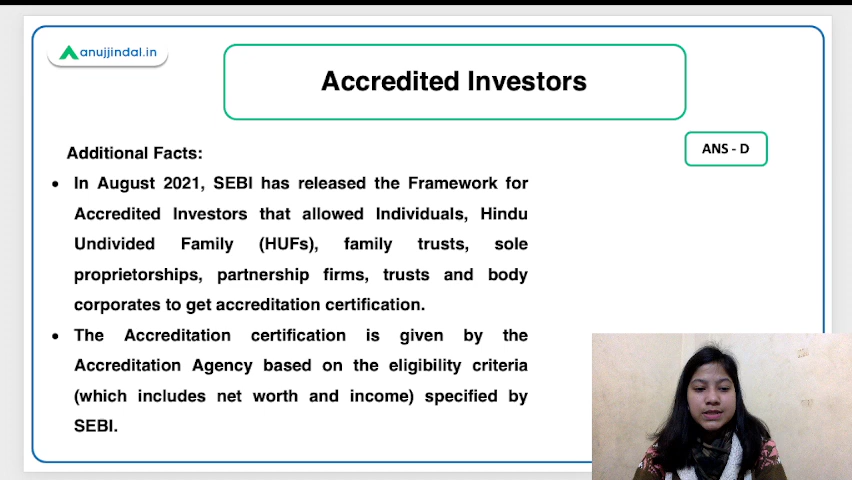 anujjindal.in
Accredited Investors
ANS - D
Additional Facts:
• In August 2021, SEBI has released the Framework for
Accredited Investors that allowed Individuals, Hindu
Undivided Family (HUFs), family trusts, sole
proprietorships, partnership firms, trusts and body
corporates to get accreditation certification.
• The Accreditation certification is given by the
Accreditation Agency based on the eligibility criteria
(which includes net worth and income) specified by
SEBI.